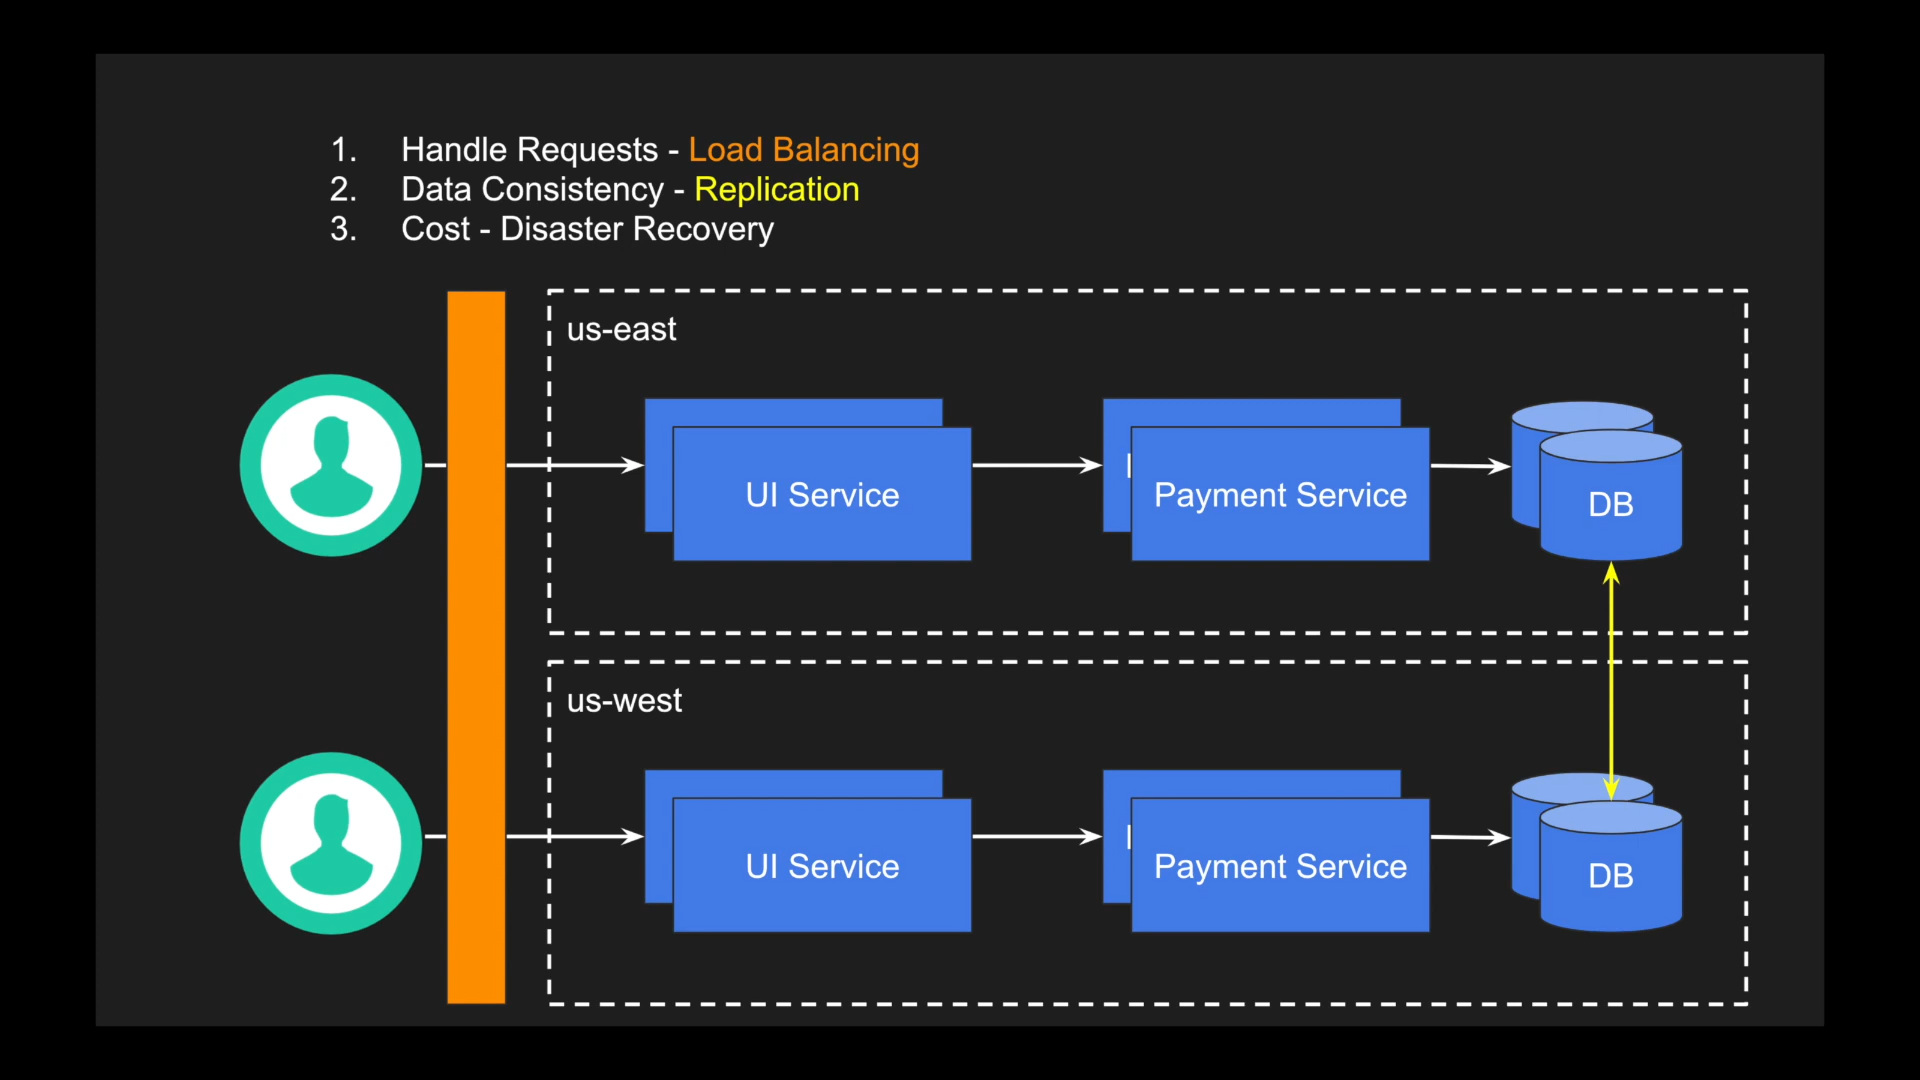 1. Handle Requests - Load Balancing
2. Data Consistency - Replication
3. Cost - Disaster Recovery
us-east
UI Service
Payment Service
DB
us-west
UI Service
Payment Service
DB